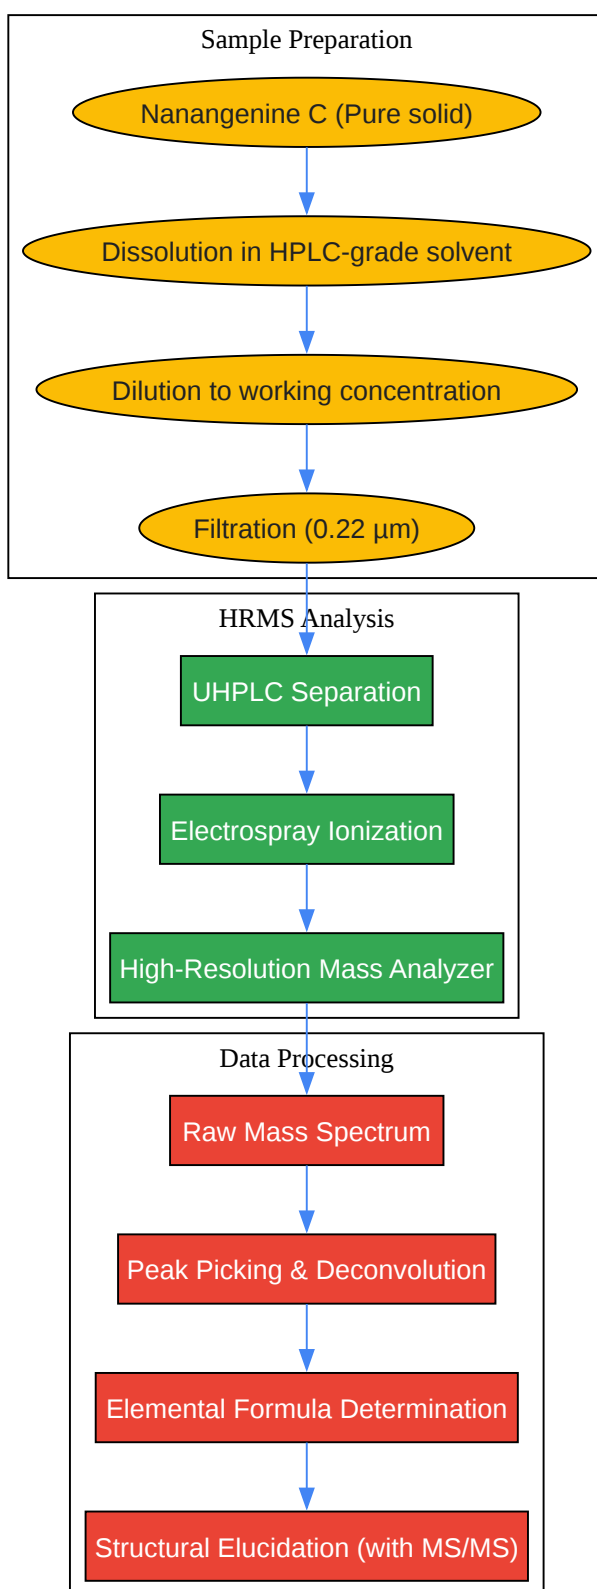 Sample Preparation
Nanangenine C (Pure solid)
Dissolution in HPLC-grade solvent
Dilution to working concentration
Filtration (0.22 µm)
HRMS Analysis
UHPLC Separation
Electrospray Ionization
High-Resolution Mass Analyzer
Data Processing
Raw Mass Spectrum
Peak Picking & Deconvolution
Elemental Formula Determination
Structural Elucidation (with MS/MS)